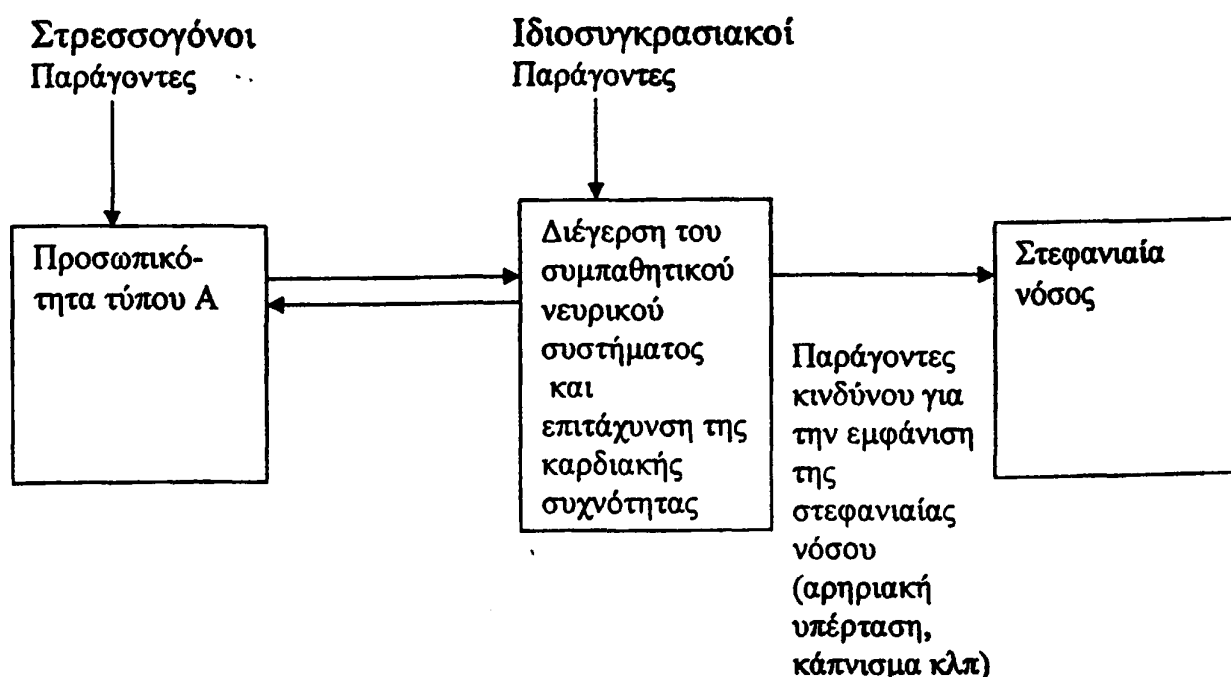 Στρεσσογόνοι
Παράγοντες
Ιδιοσυγκρασιακοί
Παράγοντες
Προσωπικό-
τητα τύπου Α
Διέγερση του
συμπαθητικού
νευρικού
συστήματος
και
επιτάχυνση της
καρδιακής
συχνότητας
Παράγοντες
κινδύνου για
την εμφάνιση
της
στεφανιαίας
νόσου
(αρηριακή
υπέρταση,
κάπνισμα κλπ)
Στεφανιαία
νόσος